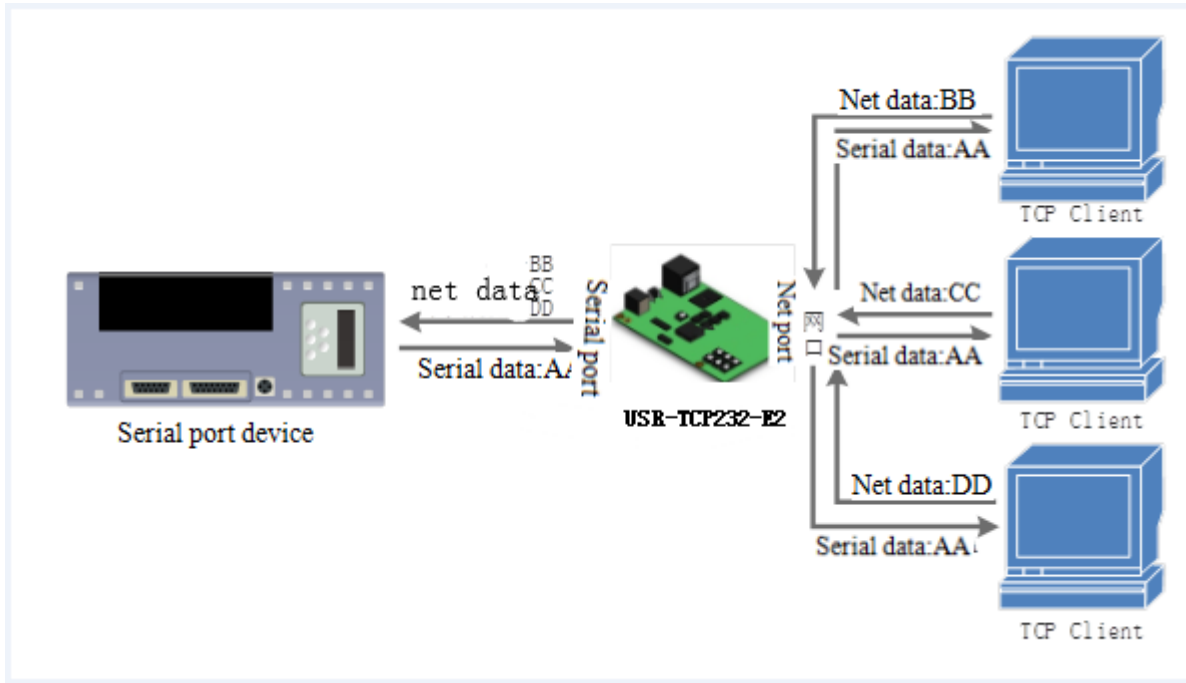 Net data:BB
Serial data:AA
TCP Client
BB
CC
DD
net data
Serial data:AA
Serial port
Net port
网口
USR-TCP232-E2
Serial port device
Net data:CC
Serial data:AA
TCP Client
Net data:DD
Serial data:AA
TCP Client